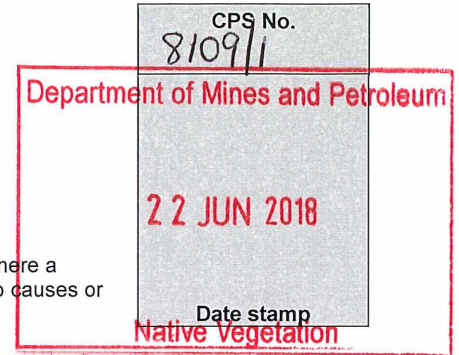 CPS No.
8109/1
Department of Mines and Petroleum
22 JUN 2018
here a
causes or
Date stamp
Native Vegetation